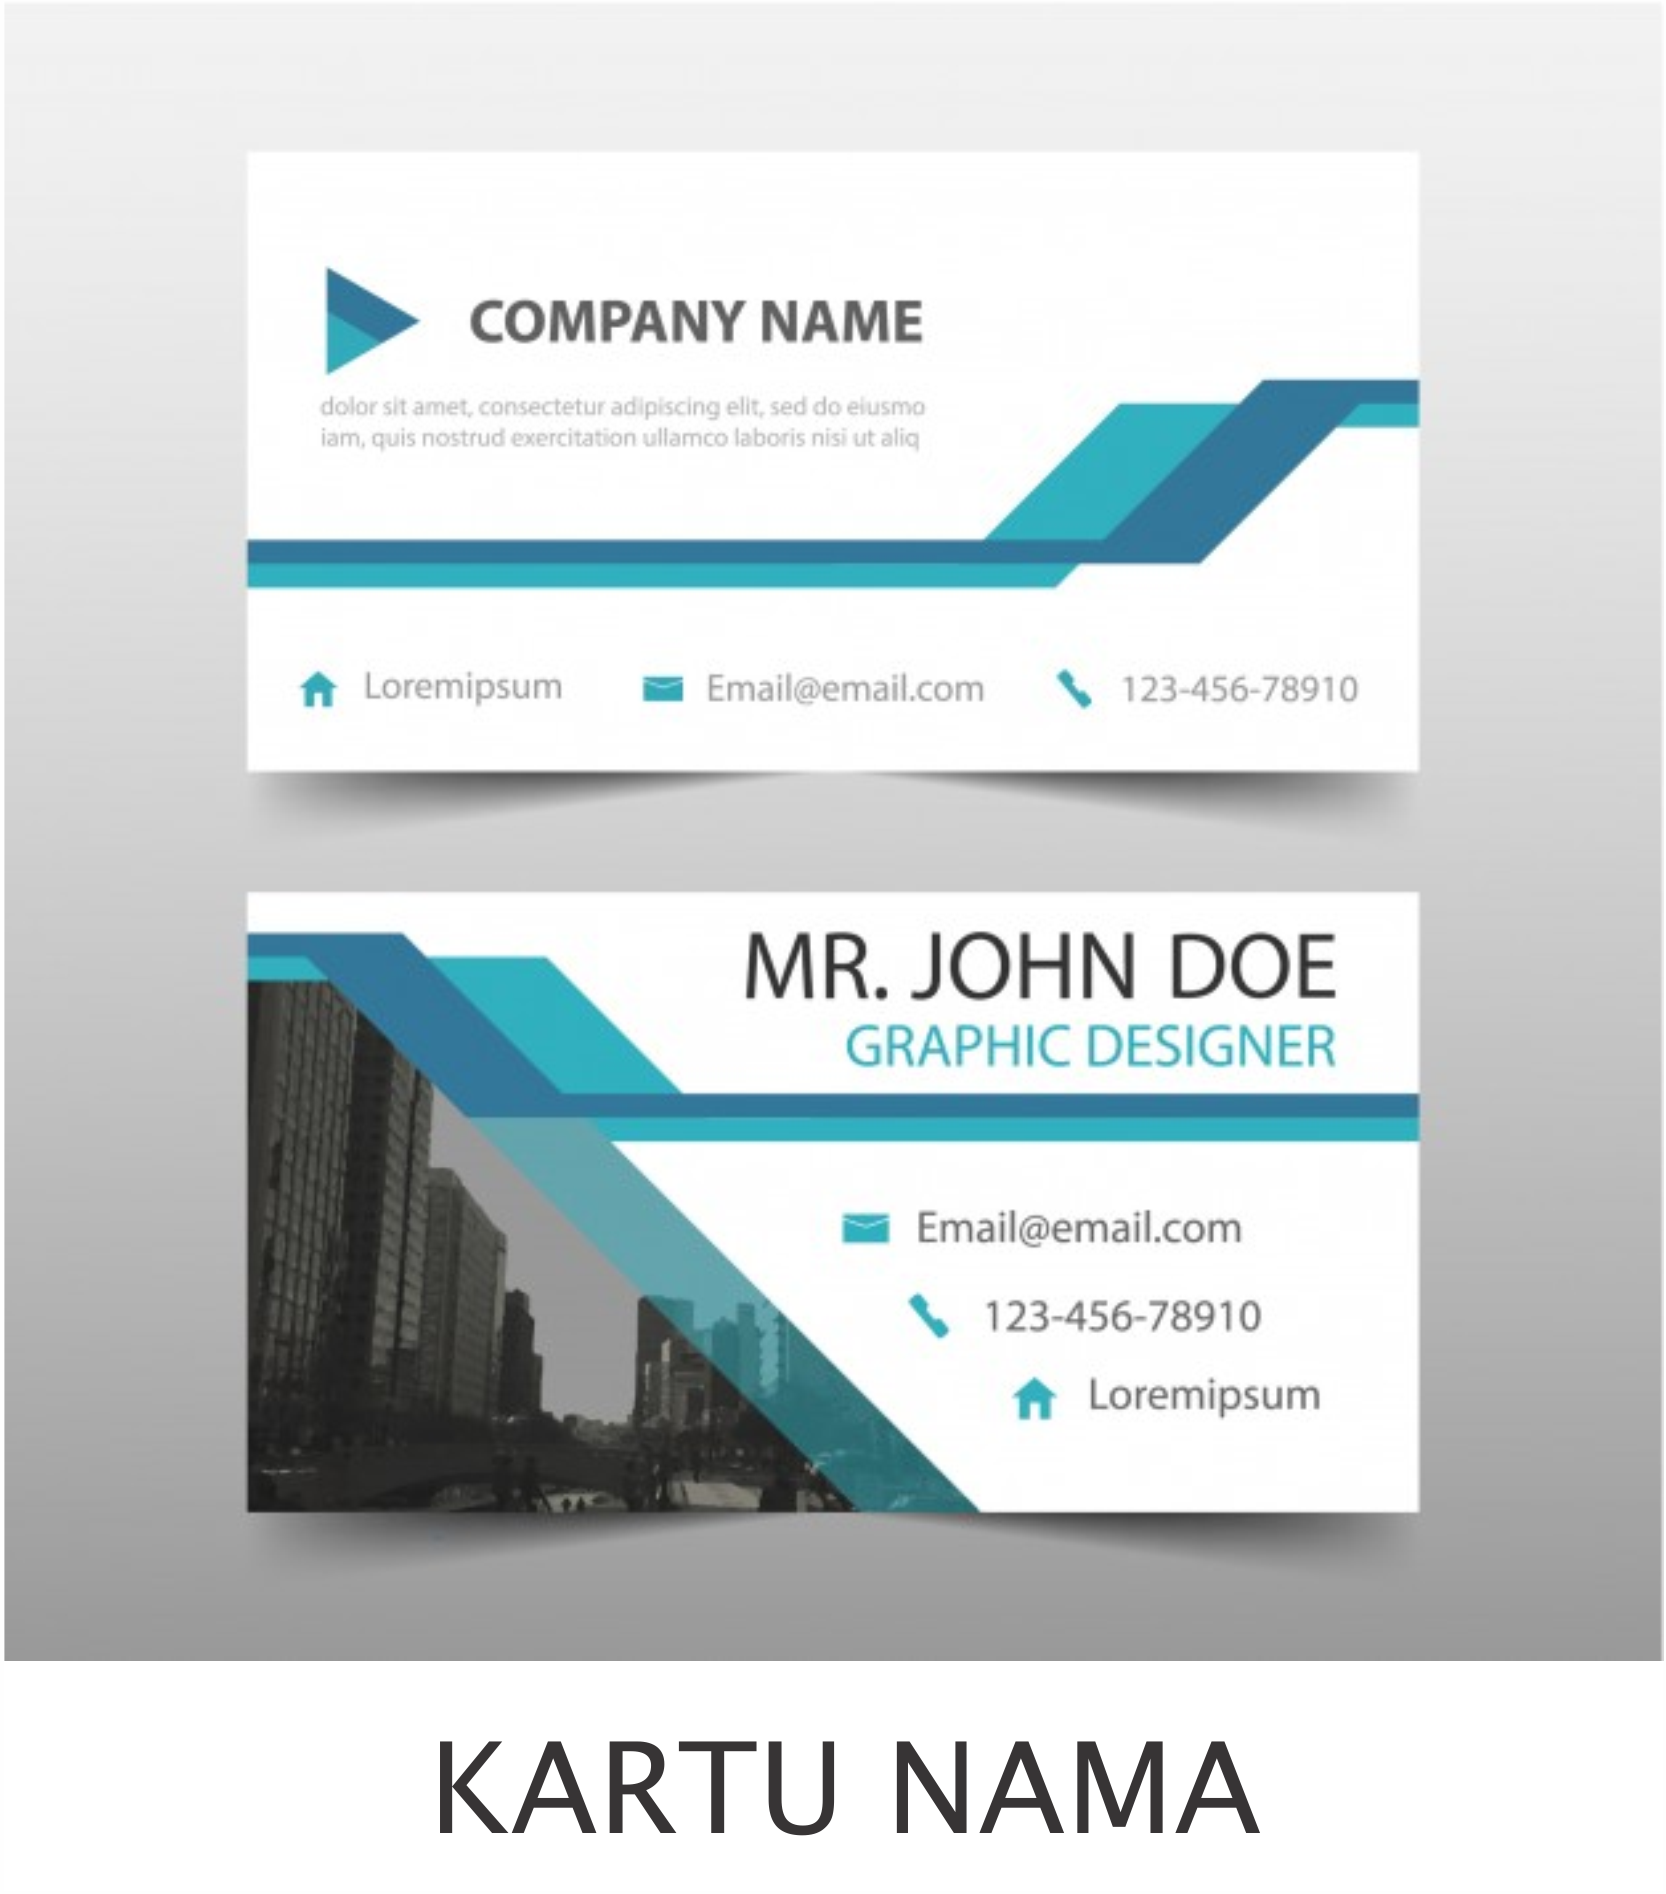 COMPANY NAME
dolor sit amet, consectetur adipiscing elit, sed do eiusmo
iam, quis nostrud exercitation ullamco laboris nisi ut aliq
Loremipsum
Email@email.com
123-456-78910
MR. JOHN DOE
GRAPHIC DESIGNER
Email@email.com
123-456-78910
Loremipsum
KARTU NAMA